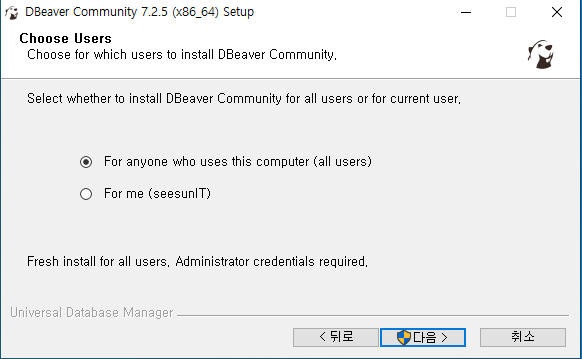 DBeaver Community 7.2.5 (x86_64) Setup
Choose Users
Choose for which users to install DBeaver Community.
Select whether to install DBeaver Community for all users or for current user.
For anyone who uses this computer (all users)
For me (seesunIT)
Fresh install for all users. Administrator credentials required.
Universal Database Manager
< 뒤로
다음 >
취소